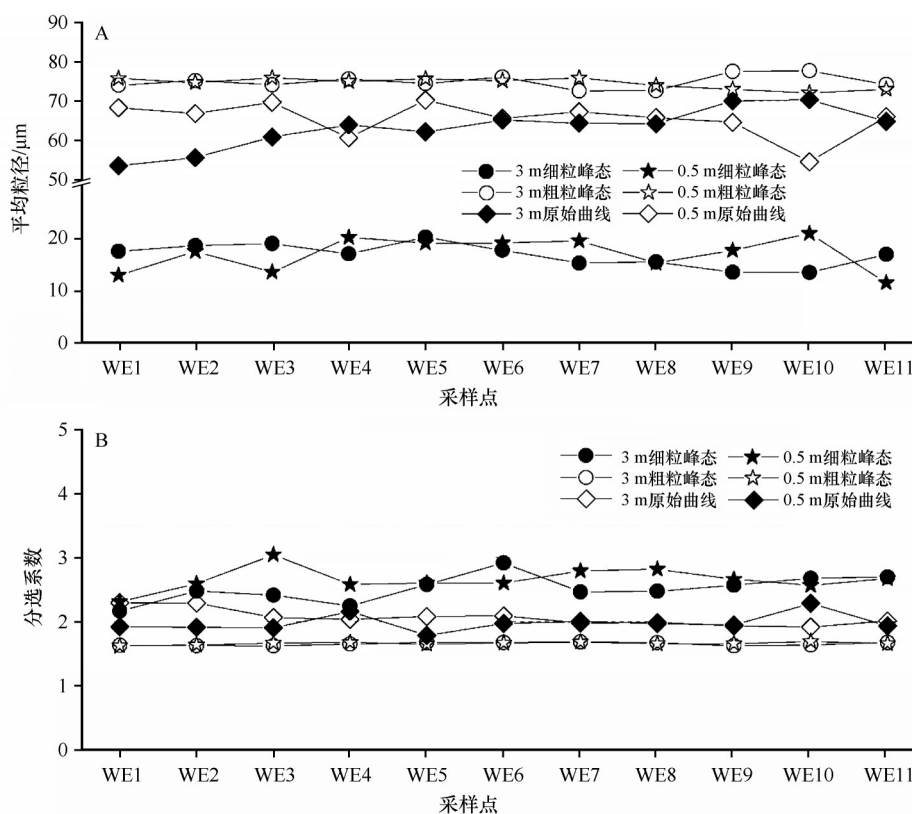 A
90
80
70
60
50
20
10
0
平均粒径/μm
3 m细粒峰态 0.5 m细粒峰态
3 m粗粒峰态 0.5 m粗粒峰态
3 m原始曲线 0.5 m原始曲线
WE1 WE2 WE3 WE4 WE5 WE6 WE7 WE8 WE9 WE10 WE11
采样点
B
5
4
3
2
1
0
分选系数
3 m细粒峰态 0.5 m细粒峰态
3 m粗粒峰态 0.5 m粗粒峰态
3 m原始曲线 0.5 m原始曲线
WE1 WE2 WE3 WE4 WE5 WE6 WE7 WE8 WE9 WE10 WE11
采样点